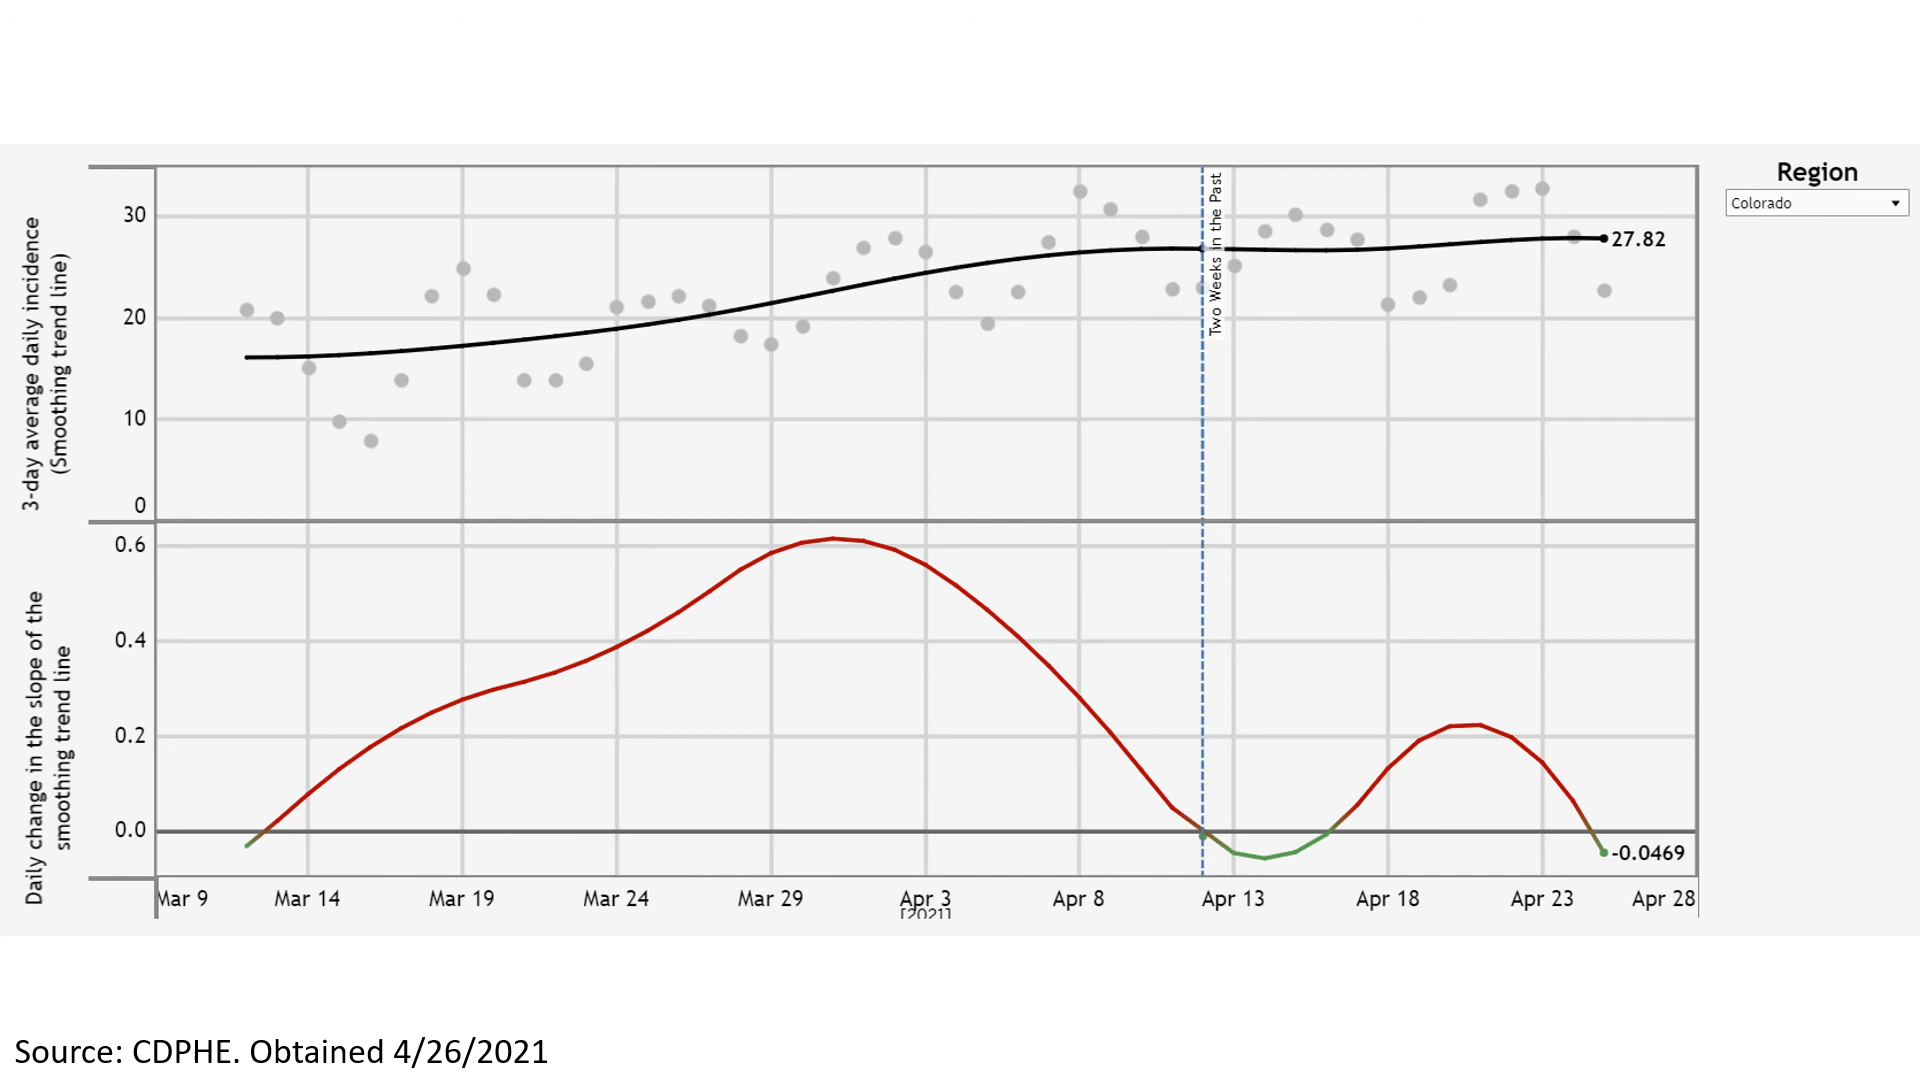 Region
Colorado
3-day average daily incidence
(Smoothing trend line)
30
20
10
0
Two Weeks in the Past
27.82
Daily change in the slope of the
smoothing trend line
0.6
0.4
0.2
0.0
-0.0469
Mar 9
Mar 14
Mar 19
Mar 24
Mar 29
Apr 3
Apr 8
Apr 13
Apr 18
Apr 23
Apr 28
[2021]
Source: CDPHE. Obtained 4/26/2021